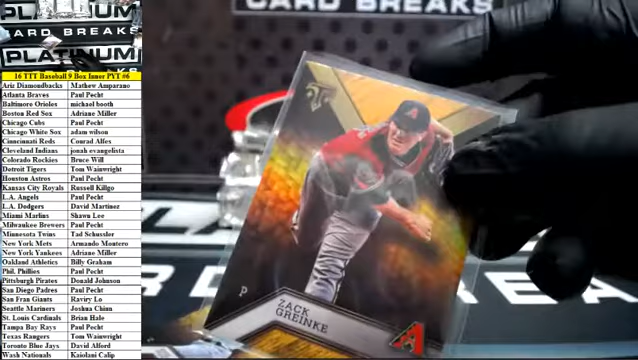 PLATINUM
CARD BREAKS
PLATINUM
CARD BREAKS
16 TTT Baseball 9 Box Inner PYT #6
Ariz Diamondbacks Mathew Amparano
Atlanta Braves Paul Pecht
Baltimore Orioles michael booth
Boston Red Sox Adriane Miller
Chicago Cubs Paul Pecht
Chicago White Sox adam wilson
Cincinnati Reds Conrad Alfes
Cleveland Indians jonah evangelista
Colorado Rockies Bruce Will
Detroit Tigers Tom Wainwright
Houston Astros Paul Pecht
Kansas City Royals Russell Killgo
L.A. Angels Paul Pecht
L.A. Dodgers David Martinez
Miami Marlins Shawn Lee
Milwaukee Brewers Paul Pecht
Minnesota Twins Tad Schussler
New York Mets Armando Montero
New York Yankees Adriane Miller
Oakland Athletics Billy Graham
Phil. Phillies Paul Pecht
Pittsburgh Pirates Donald Johnson
San Diego Padres Paul Pecht
San Fran Giants Raviry Lo
Seattle Mariners Joshua Chinn
St. Louis Cardinals Brian Hale
Tampa Bay Rays Paul Pecht
Texas Rangers Tom Wainwright
Toronto Blue Jays David Alford
Wash Nationals Kaiolani Calip
P
ZACK
GREINKE
A